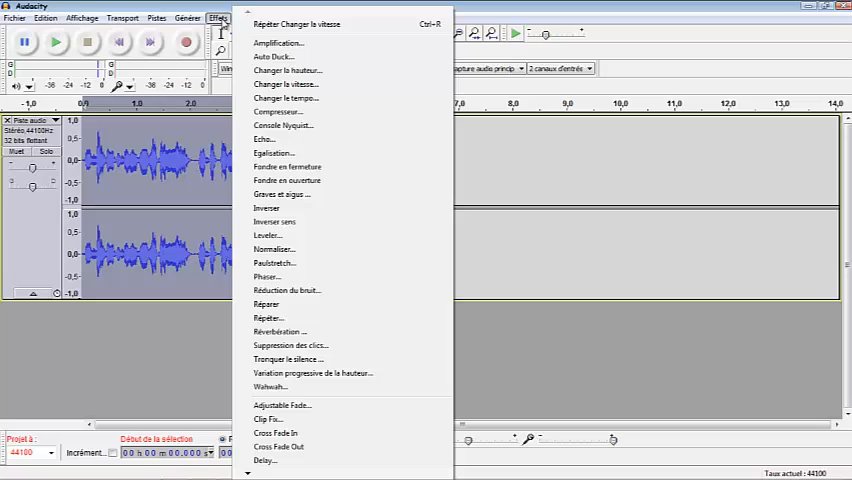 Audacity
Fichier Edition Affichage Transport Pistes Générer Effets
Répéter Changer la vitesse Ctrl+R
Amplification...
Auto Duck...
Changer la hauteur...
Changer la vitesse...
Changer le tempo...
Compresseur...
Console Nyquist...
Echo...
Egalisation...
Fondre en fermeture
Fondre en ouverture
Graves et aigus ...
Inverser
Inverser sens
Leveler...
Normaliser...
Paulstretch...
Phaser...
Réduction du bruit...
Réparer
Répéter...
Réverbération ...
Suppression des clics...
Tronquer le silence ...
Variation progressive de la hauteur...
Wahwah...
Adjustable Fade...
Clip Fix...
Cross Fade In
Cross Fade Out
Delay...
G
D
-36 -24 -12 0
G
D
-36 -24 -12 0
Win
apture audio princip 2 canaux d'entrés
-1,0 0,0 1,0 2,0 7,0 8,0 9,0 10,0 11,0 12,0 13,0 14,0
Piste audio
Stéréo, 44100Hz
32 bits flottant
Muet Solo
- +
G D
1,0
0,5
0,0
-0,5
-1,0
1,0
0,5
0,0
-0,5
-1,0
Projet à : Début de la sélection
44100 Incrément. 00 h 00 m 00.000 s
Taux actuel : 44100